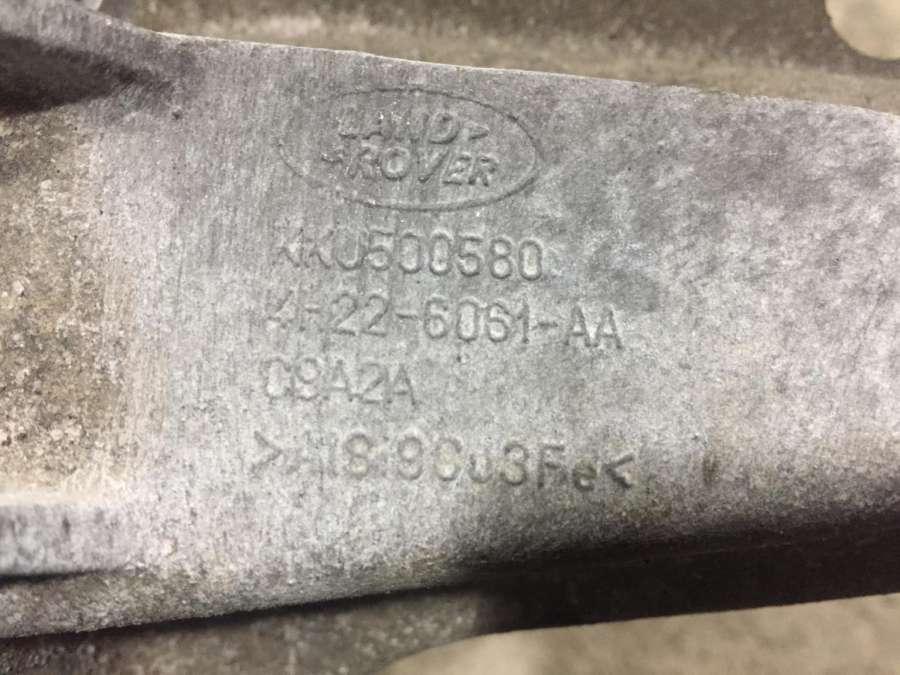 LAND
ROVER
KKU500580
4H22-6061-AA
C9A2A
>AlSi9Cu3Fe<